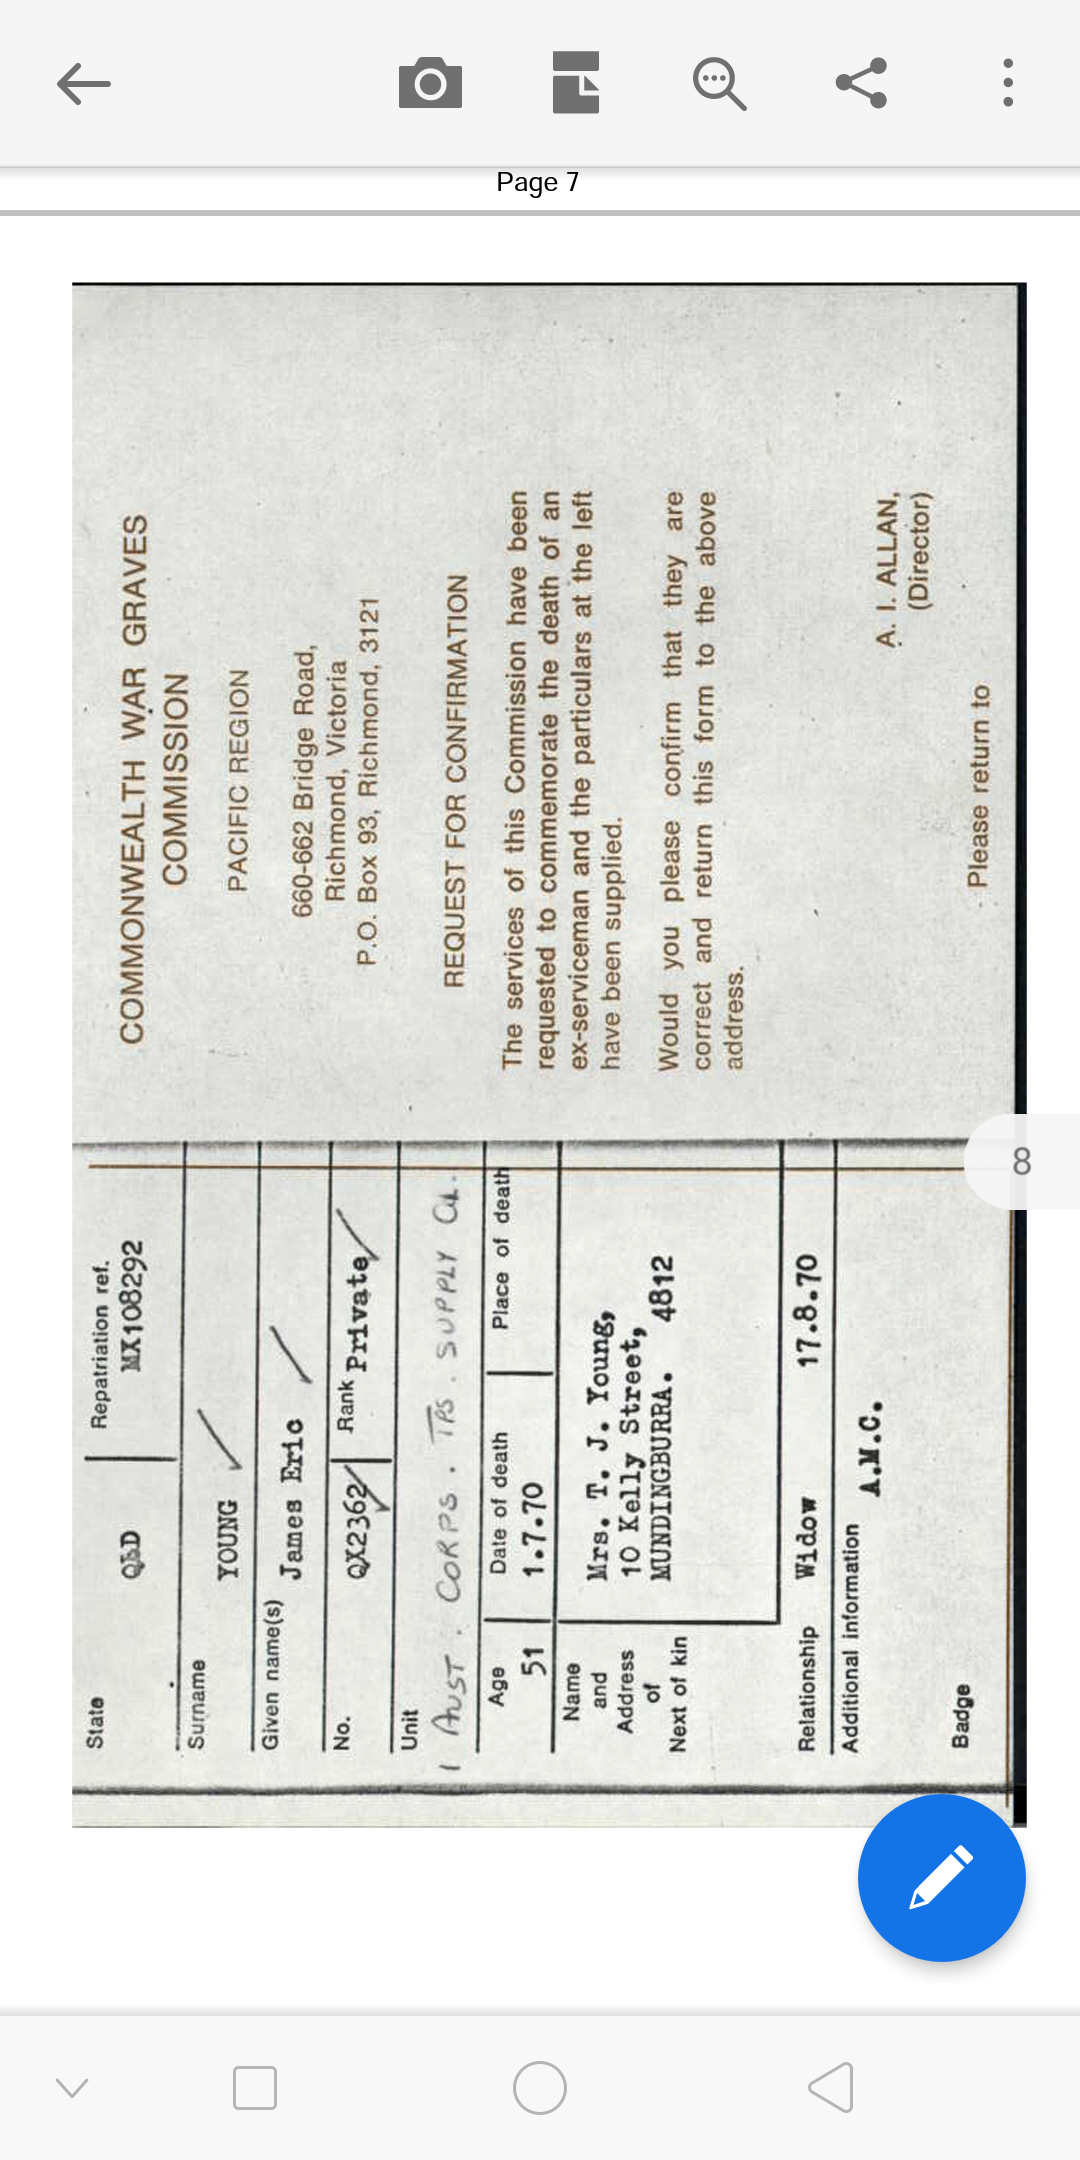 Page 7
State
Repatriation ref.
QLD
MX108292
Surname
YOUNG
Given name(s)
James Eric
No.
QX2362
Rank Private
Unit
1 AUST. CORPS. TPS. SUPPLY
Age
Date of death
Place of death
51
1.7.70
Name
and
Address
of
Next of kin
Mrs. T. J. Young,
10 Kelly Street,
MUNDINGBURRA. 4812
Relationship Widow 17.8.70
Additional information
A.M.C.
Badge
COMMONWEALTH WAR GRAVES
COMMISSION
PACIFIC REGION
660-662 Bridge Road,
Richmond, Victoria
P.O. Box 93, Richmond, 3121
REQUEST FOR CONFIRMATION
The services of this Commission have been
requested to commemorate the death of an
ex-serviceman and the particulars at the left
have been supplied.
Would you please confirm that they are
correct and return this form to the above
address.
A. I. ALLAN,
(Director)
Please return to
8